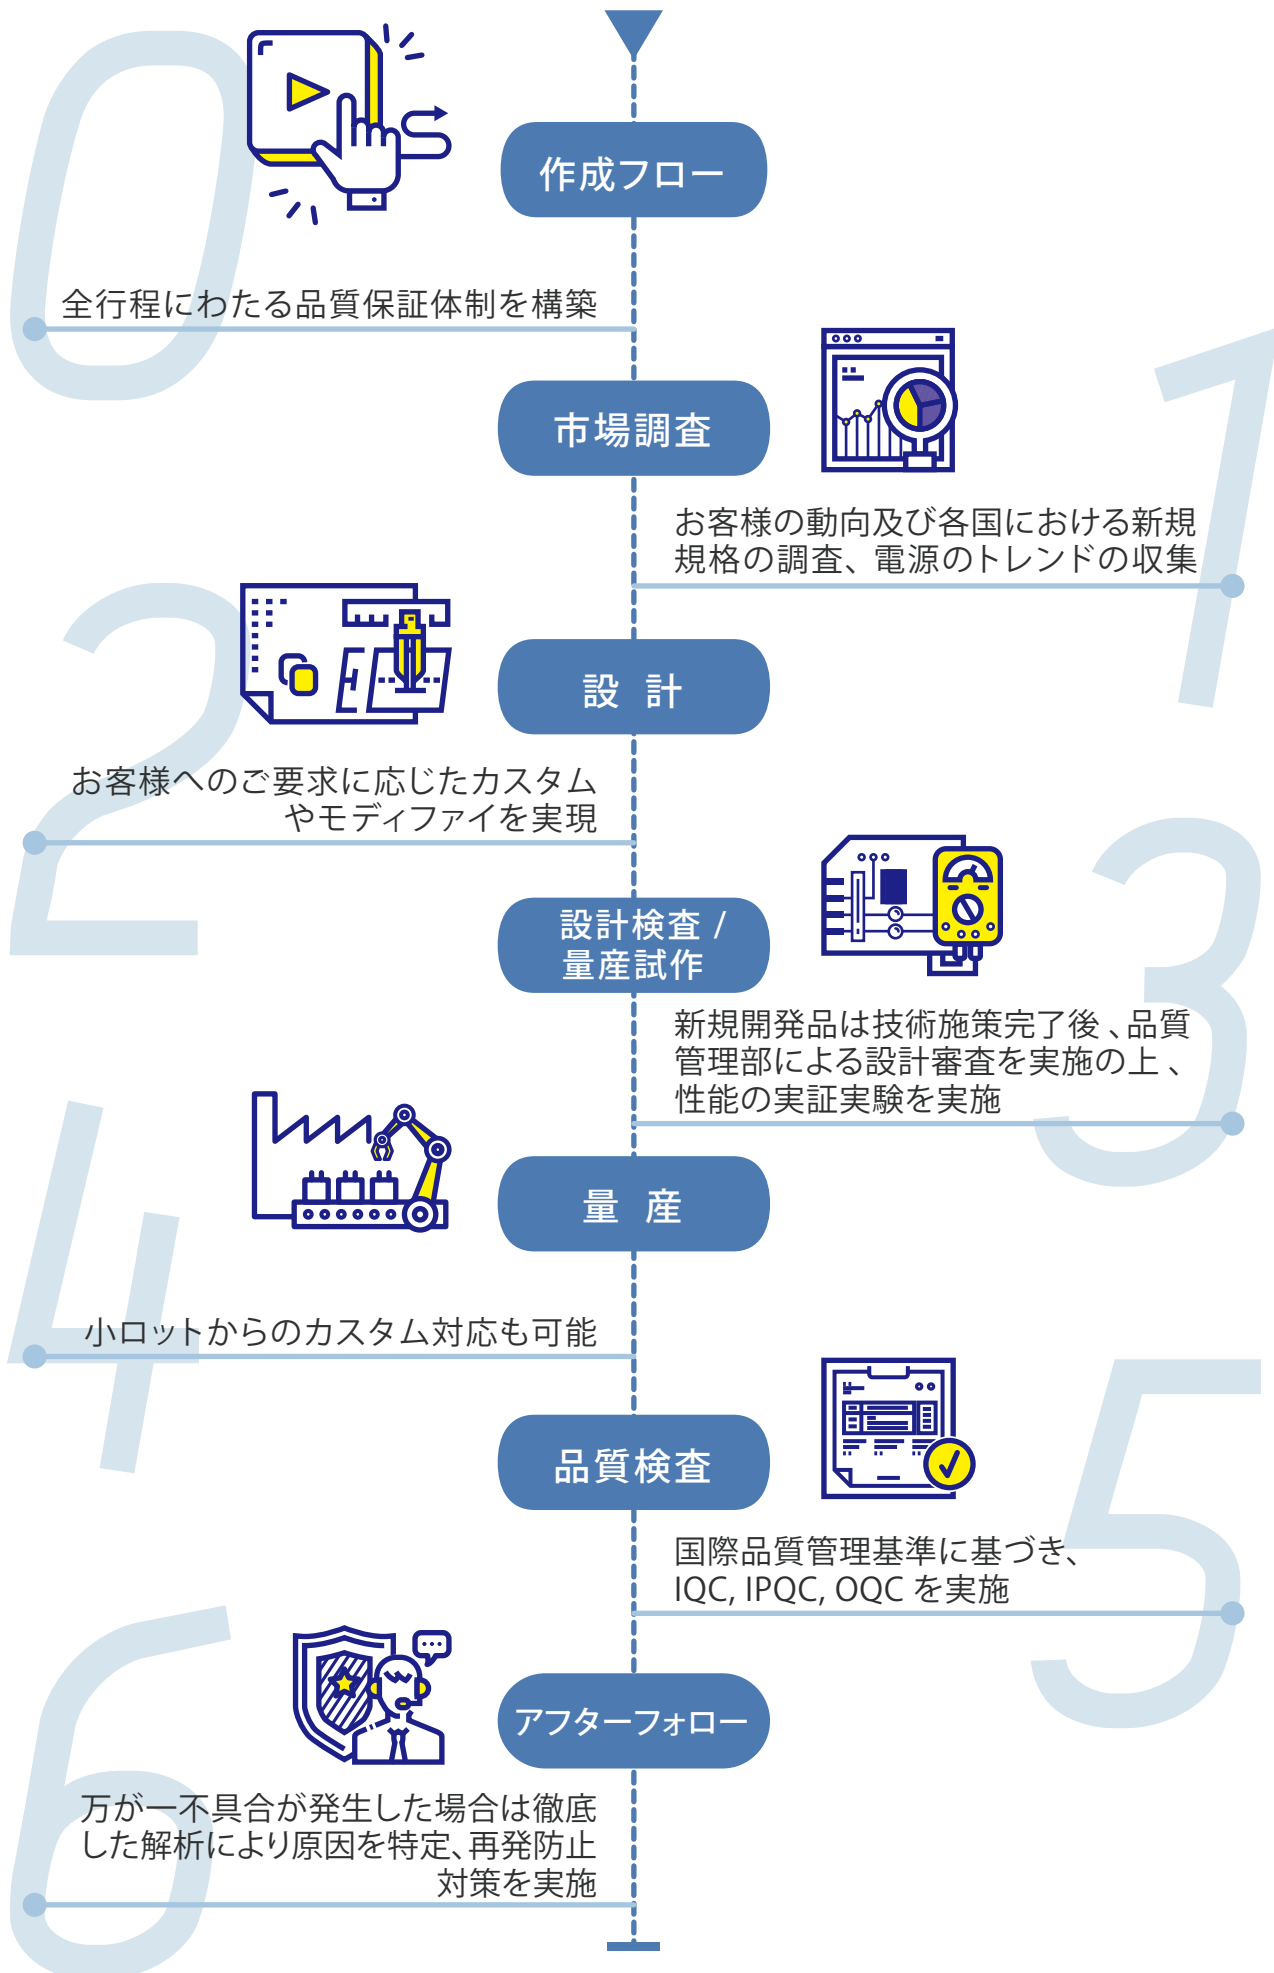 0
作成フロー
全行程にわたる品質保証体制を構築
1
市場調査
お客様の動向及び各国における新規
規格の調査、電源のトレンドの収集
2
設 計
お客様へのご要求に応じたカスタム
やモディファイを実現
3
設計検査 /
量産試作
新規開発品は技術施策完了後、品質
管理部による設計審査を実施の上、
性能の実証実験を実施
4
量 産
小ロットからのカスタム対応も可能
5
品質検査
国際品質管理基準に基づき、
IQC, IPQC, OQC を実施
6
アフターフォロー
万が一不具合が発生した場合は徹底
した解析により原因を特定、再発防止
対策を実施